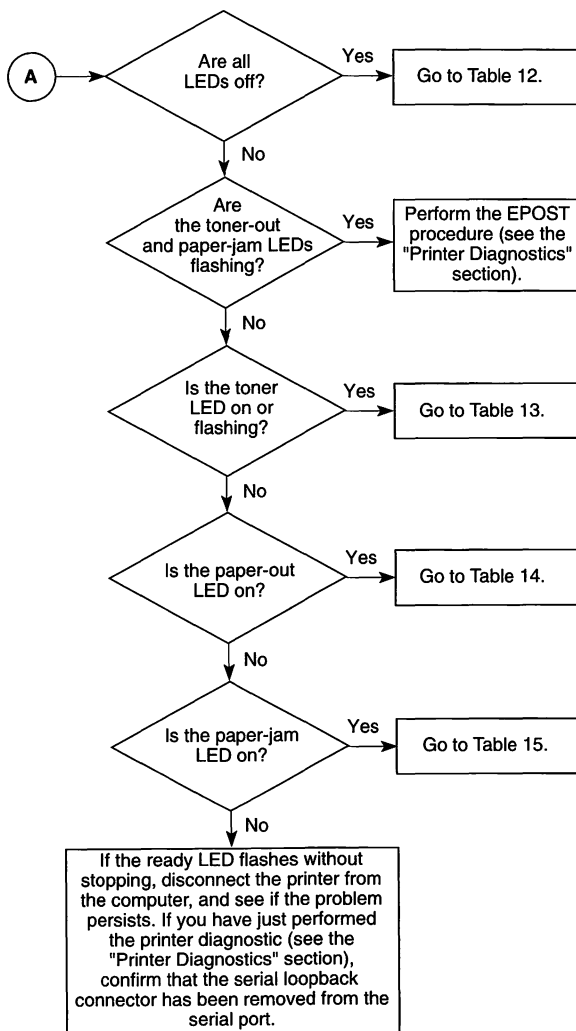 A
Are all
LEDs off?
Yes
Go to Table 12.
No
Are
the toner-out
and paper-jam LEDs
flashing?
Yes
Perform the EPOST
procedure (see the
"Printer Diagnostics"
section).
No
Is the toner
LED on or
flashing?
Yes
Go to Table 13.
No
Is the paper-out
LED on?
Yes
Go to Table 14.
No
Is the paper-jam
LED on?
Yes
Go to Table 15.
No
If the ready LED flashes without
stopping, disconnect the printer from
the computer, and see if the problem
persists. If you have just performed
the printer diagnostic (see the
"Printer Diagnostics" section),
confirm that the serial loopback
connector has been removed from the
serial port.